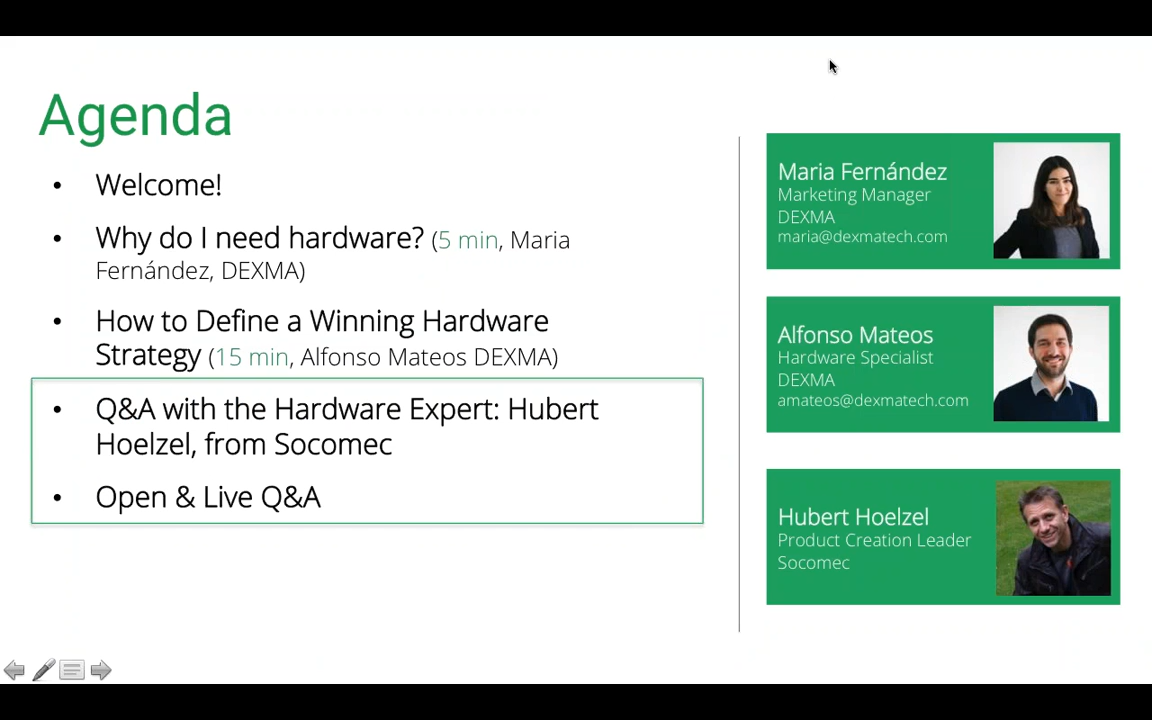 Agenda
• Welcome!
• Why do I need hardware? (5 min, Maria
Fernández, DEXMA)
• How to Define a Winning Hardware
Strategy (15 min, Alfonso Mateos DEXMA)
• Q&A with the Hardware Expert: Hubert
Hoelzel, from Socomec
• Open & Live Q&A
Maria Fernández
Marketing Manager
DEXMA
maria@dexmatech.com
Alfonso Mateos
Hardware Specialist
DEXMA
amateos@dexmatech.com
Hubert Hoelzel
Product Creation Leader
Socomec